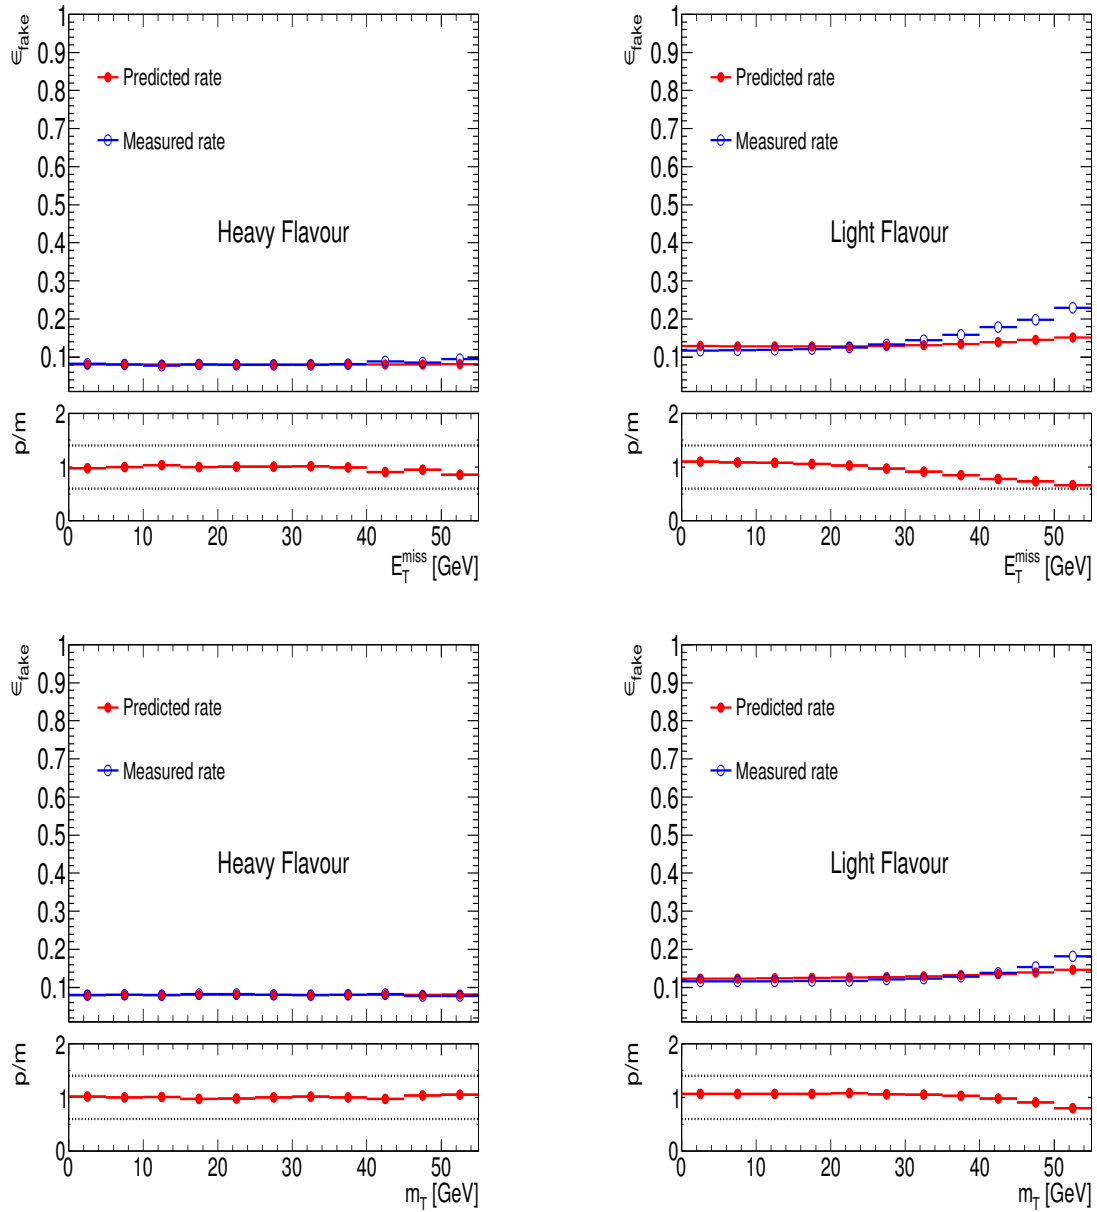 ϵfake
1
0.9
0.8
0.7
0.6
0.5
0.4
0.3
0.2
0.1
Predicted rate
Measured rate
Heavy Flavour
p/m
2
1
0
0 10 20 30 40 50
E_T^miss [GeV]
ϵfake
1
0.9
0.8
0.7
0.6
0.5
0.4
0.3
0.2
0.1
Predicted rate
Measured rate
Light Flavour
p/m
2
1
0
0 10 20 30 40 50
E_T^miss [GeV]
ϵfake
1
0.9
0.8
0.7
0.6
0.5
0.4
0.3
0.2
0.1
Predicted rate
Measured rate
Heavy Flavour
p/m
2
1
0
0 10 20 30 40 50
m_T [GeV]
ϵfake
1
0.9
0.8
0.7
0.6
0.5
0.4
0.3
0.2
0.1
Predicted rate
Measured rate
Light Flavour
p/m
2
1
0
0 10 20 30 40 50
m_T [GeV]